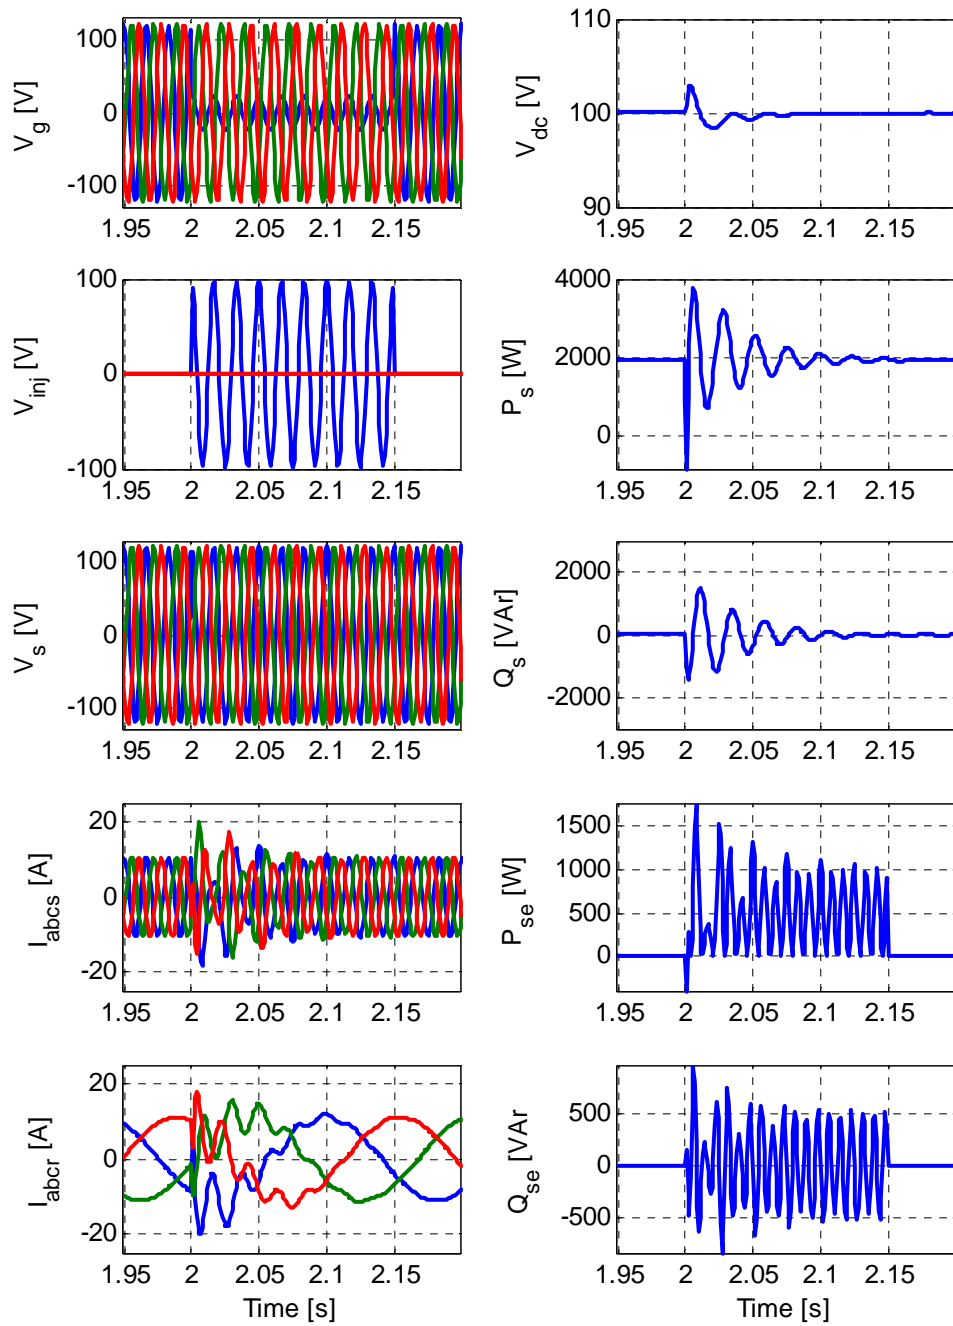 V_g [V]
100
0
-100
1.95 2 2.05 2.1 2.15
V_dc [V]
110
100
90
1.95 2 2.05 2.1 2.15
V_inj [V]
100
0
-100
1.95 2 2.05 2.1 2.15
P_s [W]
4000
2000
0
1.95 2 2.05 2.1 2.15
V_s [V]
100
0
-100
1.95 2 2.05 2.1 2.15
Q_s [VAr]
2000
0
-2000
1.95 2 2.05 2.1 2.15
I_abcs [A]
20
0
-20
1.95 2 2.05 2.1 2.15
P_se [W]
1500
1000
500
0
1.95 2 2.05 2.1 2.15
I_abcr [A]
20
0
-20
1.95 2 2.05 2.1 2.15
Time [s]
Q_se [VAr
500
0
-500
1.95 2 2.05 2.1 2.15
Time [s]